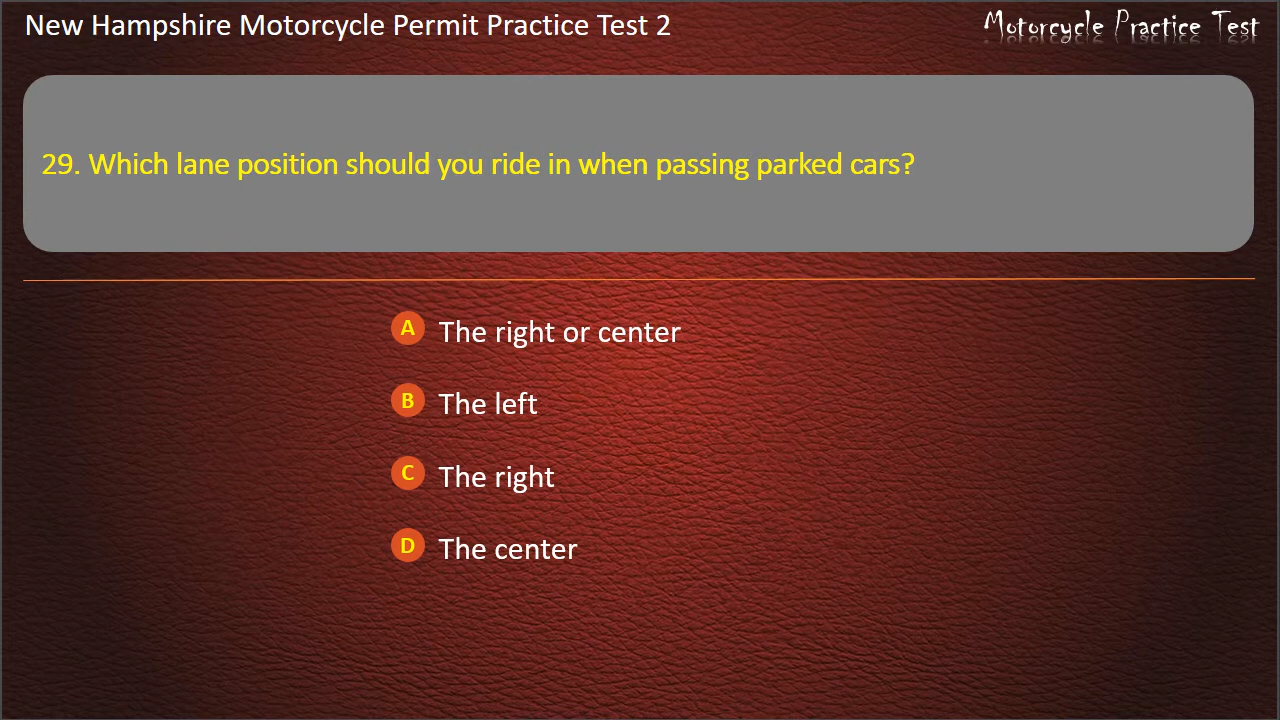 New Hampshire Motorcycle Permit Practice Test 2
Motorcycle Practice Test
29. Which lane position should you ride in when passing parked cars?
A The right or center
B The left
C The right
D The center